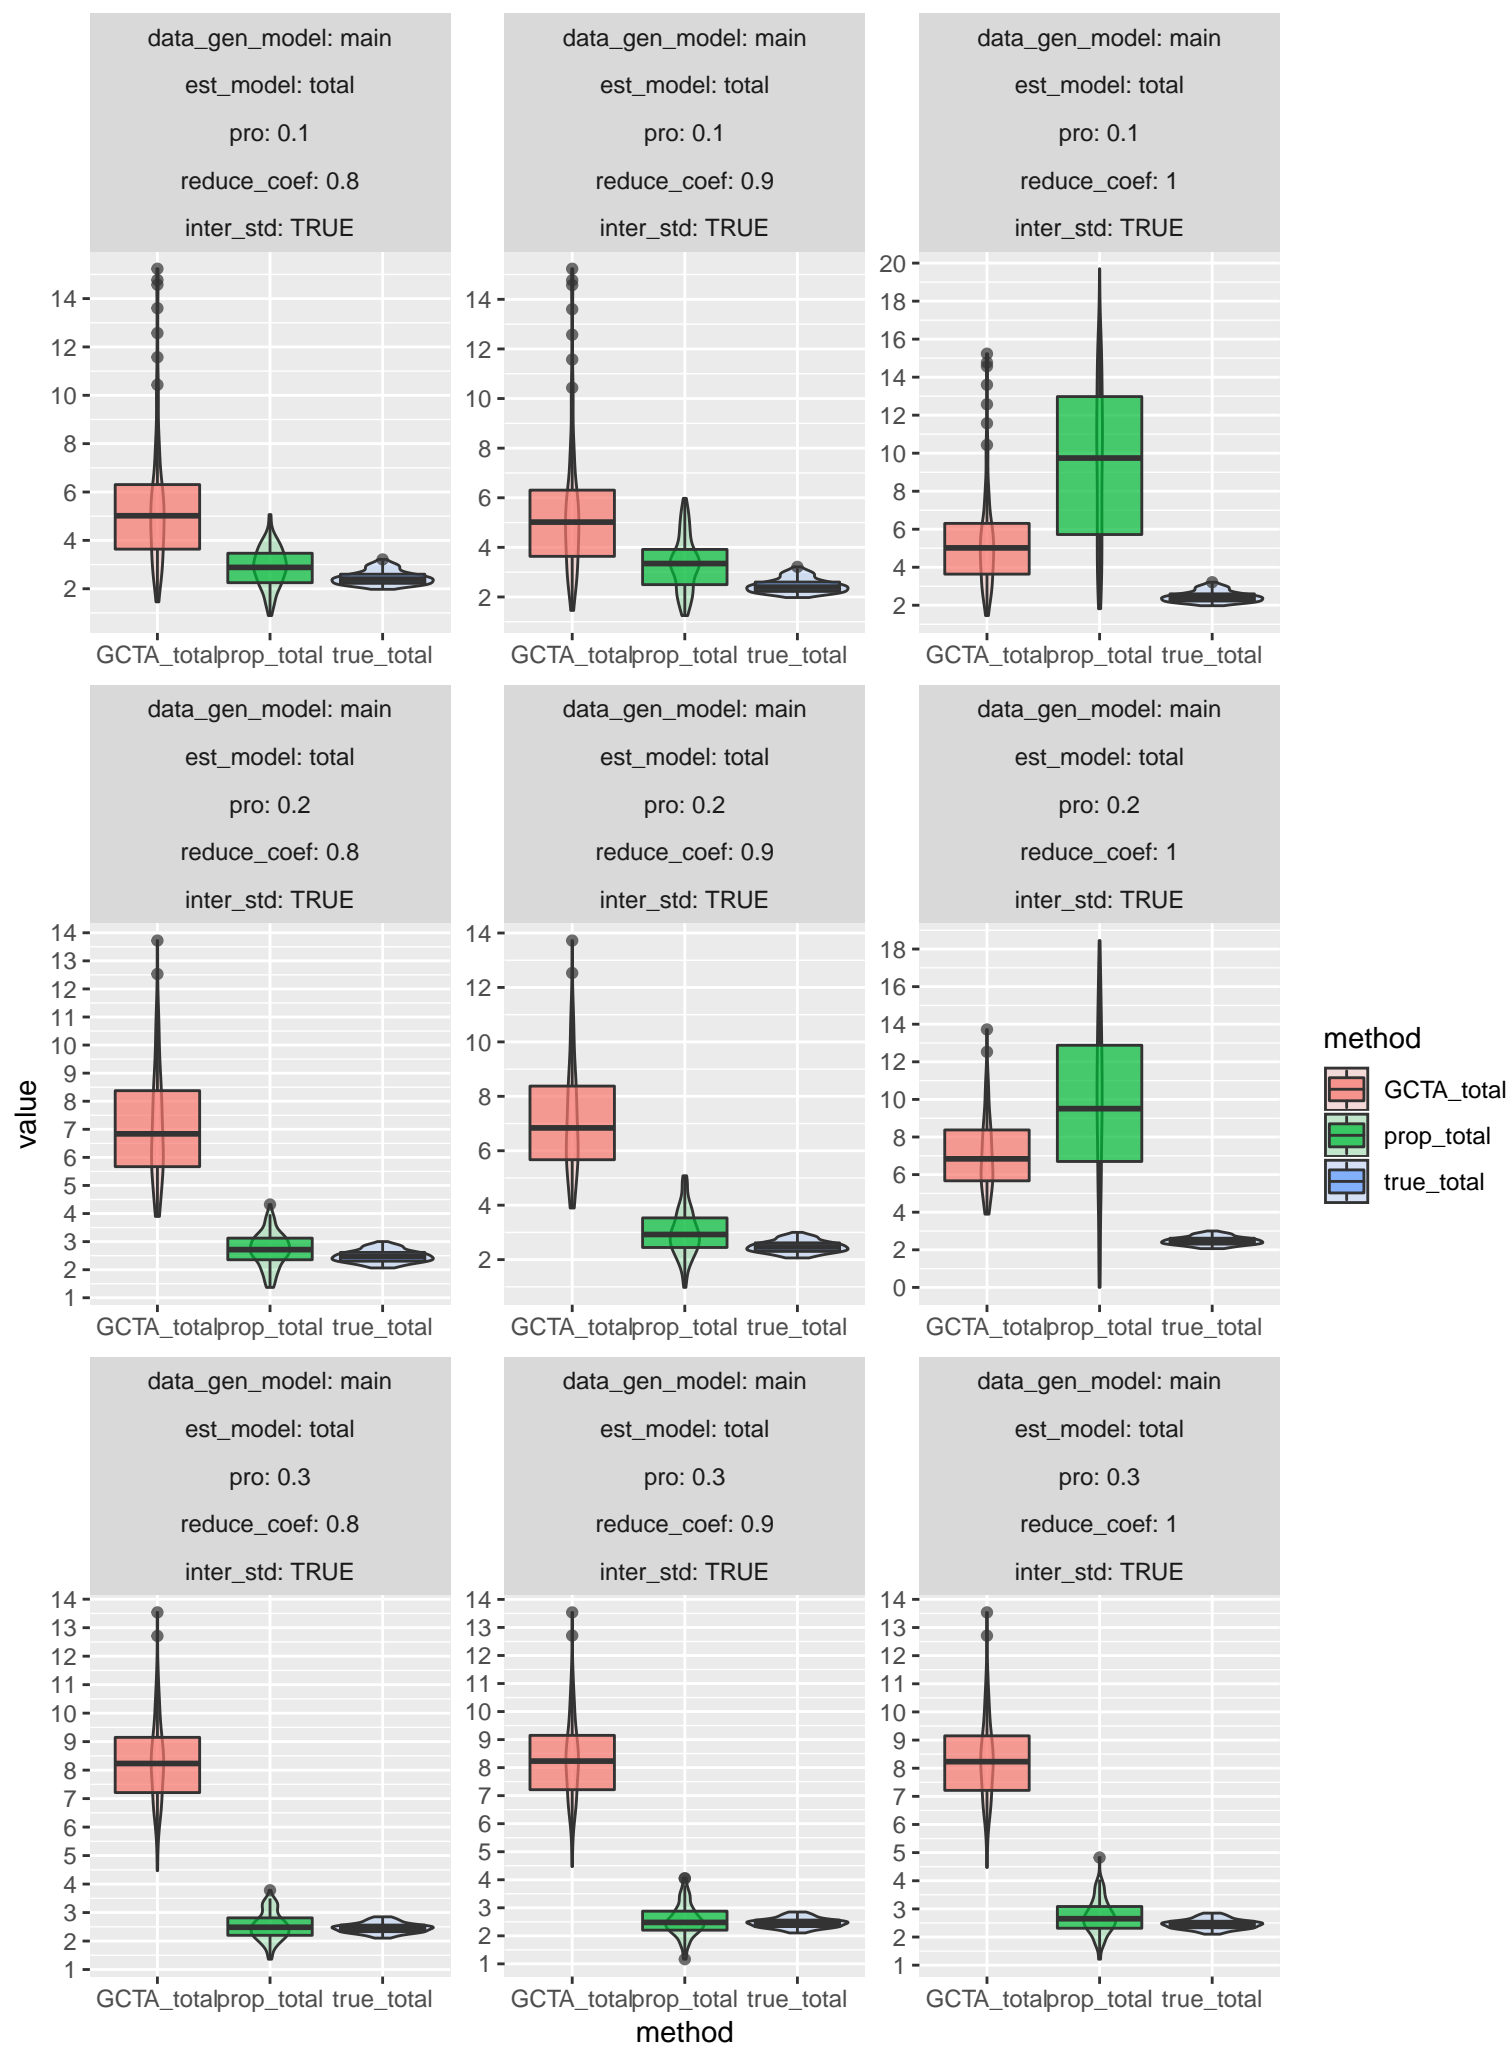 data_gen_model: main
est_model: total
pro: 0.1
reduce_coef: 0.8
inter_std: TRUE
data_gen_model: main
est_model: total
pro: 0.1
reduce_coef: 0.9
inter_std: TRUE
data_gen_model: main
est_model: total
pro: 0.1
reduce_coef: 1
inter_std: TRUE
14
12
10
8
6
4
2
GCTA_total prop_total true_total
14
12
10
8
6
4
2
GCTA_total prop_total true_total
20
18
16
14
12
10
8
6
4
2
GCTA_total prop_total true_total
data_gen_model: main
est_model: total
pro: 0.2
reduce_coef: 0.8
inter_std: TRUE
data_gen_model: main
est_model: total
pro: 0.2
reduce_coef: 0.9
inter_std: TRUE
data_gen_model: main
est_model: total
pro: 0.2
reduce_coef: 1
inter_std: TRUE
value
14
13
12
11
10
9
8
7
6
5
4
3
2
1
GCTA_total prop_total true_total
14
12
10
8
6
4
2
GCTA_total prop_total true_total
18
16
14
12
10
8
6
4
2
0
GCTA_total prop_total true_total
method
GCTA_total
prop_total
true_total
data_gen_model: main
est_model: total
pro: 0.3
reduce_coef: 0.8
inter_std: TRUE
data_gen_model: main
est_model: total
pro: 0.3
reduce_coef: 0.9
inter_std: TRUE
data_gen_model: main
est_model: total
pro: 0.3
reduce_coef: 1
inter_std: TRUE
14
13
12
11
10
9
8
7
6
5
4
3
2
1
GCTA_total prop_total true_total
14
13
12
11
10
9
8
7
6
5
4
3
2
1
GCTA_total prop_total true_total
14
13
12
11
10
9
8
7
6
5
4
3
2
1
GCTA_total prop_total true_total
method